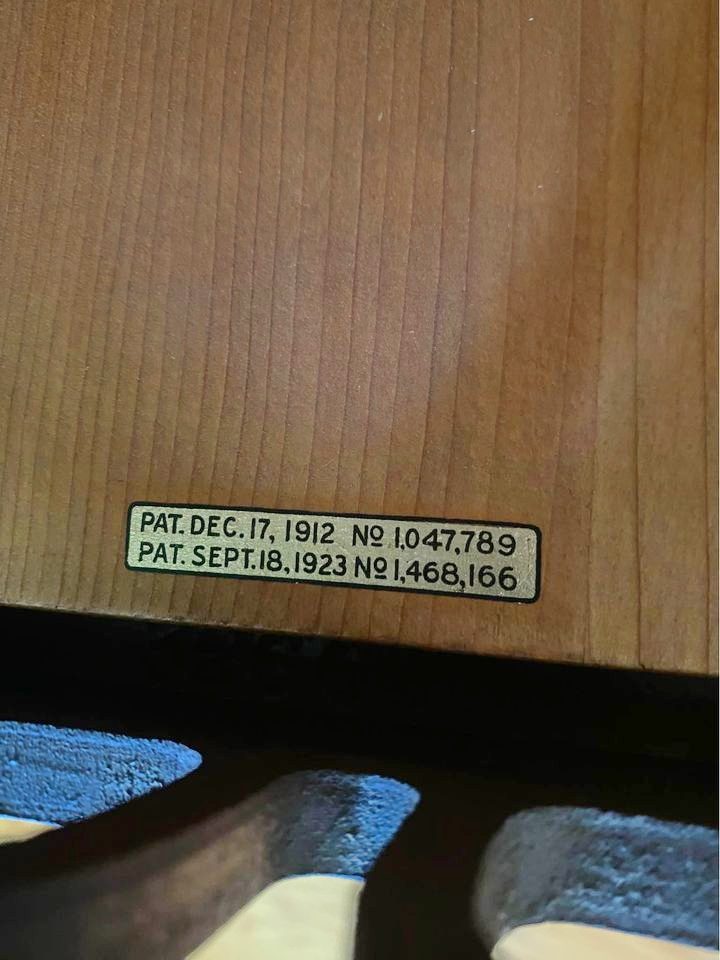 PAT. DEC. 17, 1912 Nº 1,047,789
PAT. SEPT. 18, 1923 Nº 1,468,166